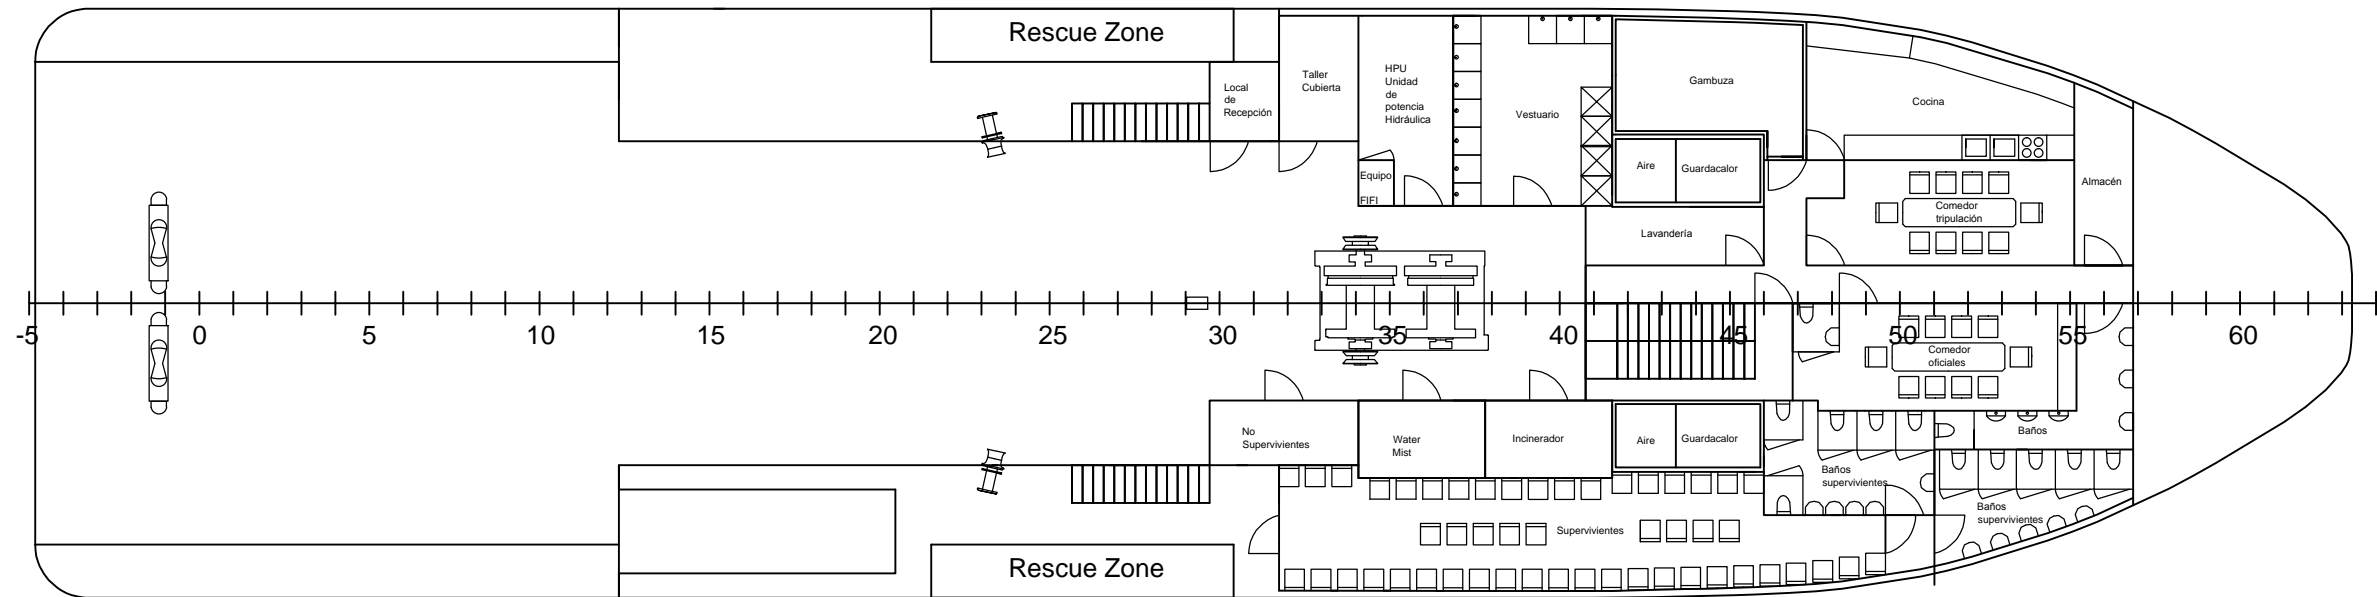 Rescue Zone
Local
de
Recepción
Taller
Cubierta
HPU
Unidad
de
potencia
Hidráulica
Equipo
FIFI
Vestuario
Gambuza
Aire
Guardacalor
Cocina
Almacén
Comedor
tripulación
Lavandería
-5
0
5
10
15
20
25
30
35
40
45
50
55
60
Comedor
oficiales
No
Supervivientes
Water
Mist
Incinerador
Aire
Guardacalor
Baños
Baños
supervivientes
Baños
supervivientes
Supervivientes
Rescue Zone